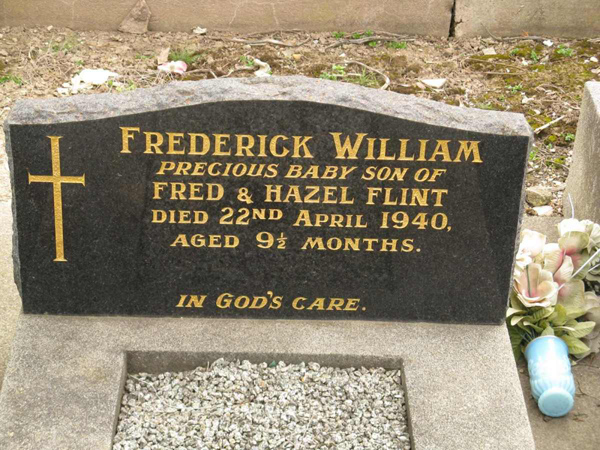 FREDERICK WILLIAM
PRECIOUS BABY SON OF
FRED & HAZEL FLINT
DIED 22ND APRIL 1940,
AGED 9½ MONTHS.
IN GOD'S CARE.